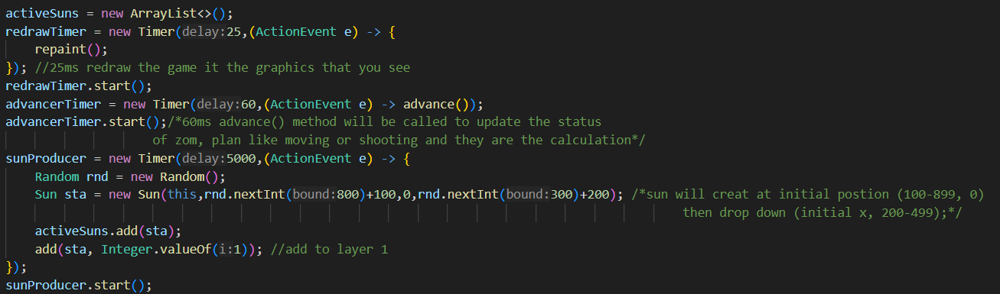 activeSuns = new ArrayList<>();
redrawTimer = new Timer(delay:25,(ActionEvent e) -> {
    repaint();
}); //25ms redraw the game it the graphics that you see
redrawTimer.start();
advancerTimer = new Timer(delay:60,(ActionEvent e) -> advance());
advancerTimer.start();/*60ms advance() method will be called to update the status
                    of zom, plan like moving or shooting and they are the calculation*/
sunProducer = new Timer(delay:5000,(ActionEvent e) -> {
    Random rnd = new Random();
    Sun sta = new Sun(this,rnd.nextInt(bound:800)+100,0,rnd.nextInt(bound:300)+200); /*sun will creat at initial postion (100-899, 0)
                                                                                     then drop down (initial x, 200-499);*/
    activeSuns.add(sta);
    add(sta, Integer.valueOf(i:1)); //add to layer 1
});
sunProducer.start();